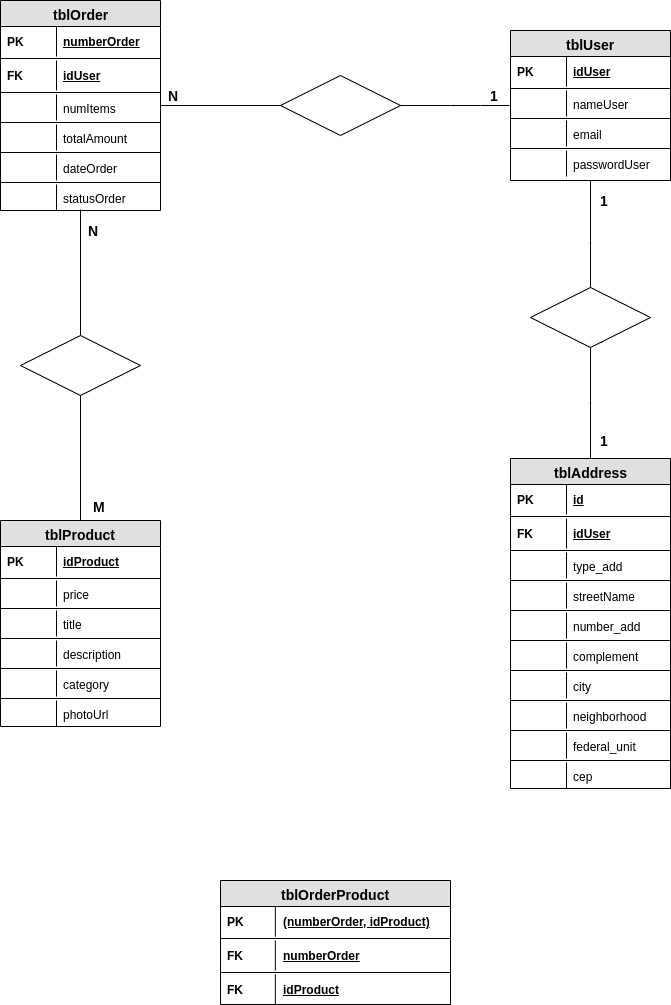 tblOrder
PK numberOrder
FK idUser
numItems
totalAmount
dateOrder
statusOrder
N
1
tblUser
PK idUser
nameUser
email
passwordUser
N
M
1
1
tblProduct
PK idProduct
price
title
description
category
photoUrl
tblAddress
PK id
FK idUser
type_add
streetName
number_add
complement
city
neighborhood
federal_unit
cep
tblOrderProduct
PK (numberOrder, idProduct)
FK numberOrder
FK idProduct